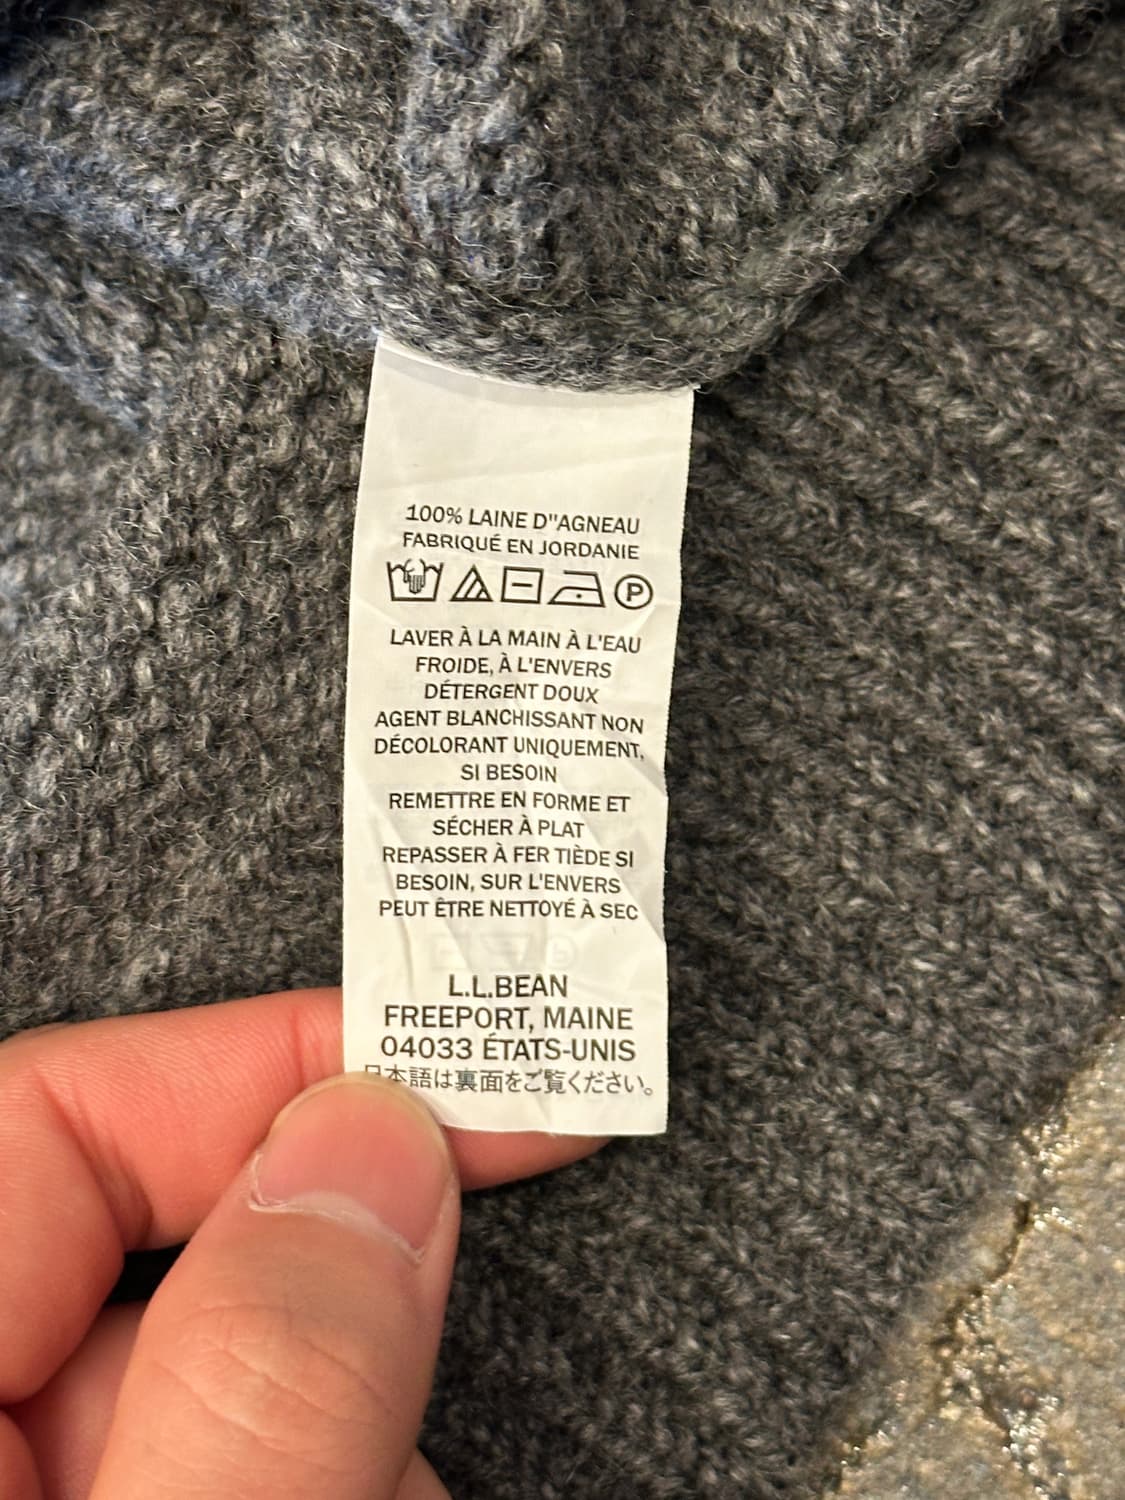 100% LAINE D"AGNEAU
FABRIQUÉ EN JORDANIE
P
LAVER À LA MAIN À L'EAU
FROIDE, À L'ENVERS
DÉTERGENT DOUX
AGENT BLANCHISSANT NON
DÉCOLORANT UNIQUEMENT,
SI BESOIN
REMETTRE EN FORME ET
SÉCHER À PLAT
REPASSER À FER TIÈDE SI
BESOIN, SUR L'ENVERS
PEUT ÊTRE NETTOYÉ À SEC
L.L.BEAN
FREEPORT, MAINE
04033 ÉTATS-UNIS
日本語は裏面をご覧ください。